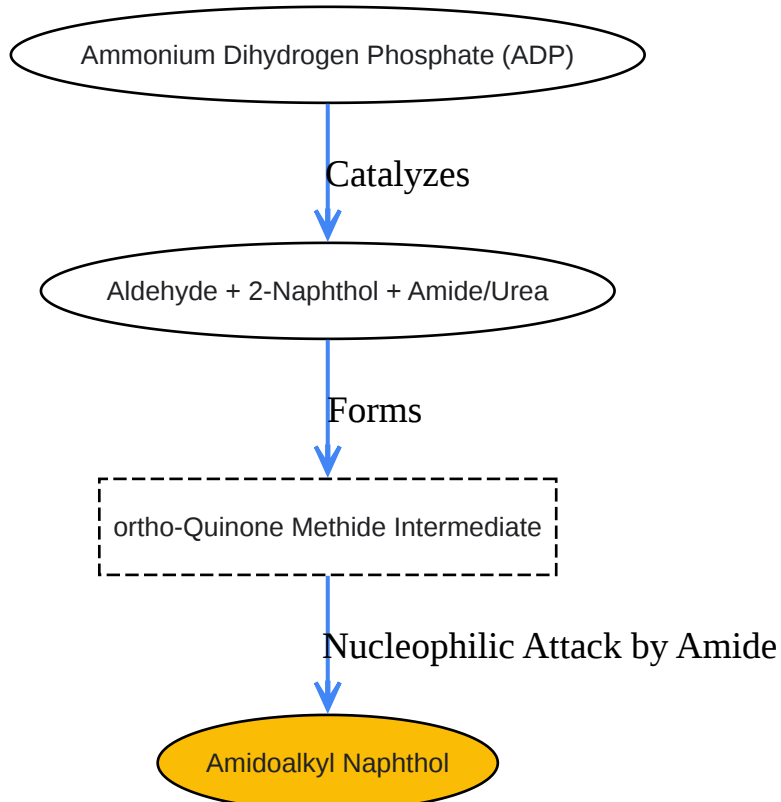 Ammonium Dihydrogen Phosphate (ADP)
Catalyzes
Aldehyde + 2-Naphthol + Amide/Urea
Forms
ortho-Quinone Methide Intermediate
Nucleophilic Attack by Amide
Amidoalkyl Naphthol